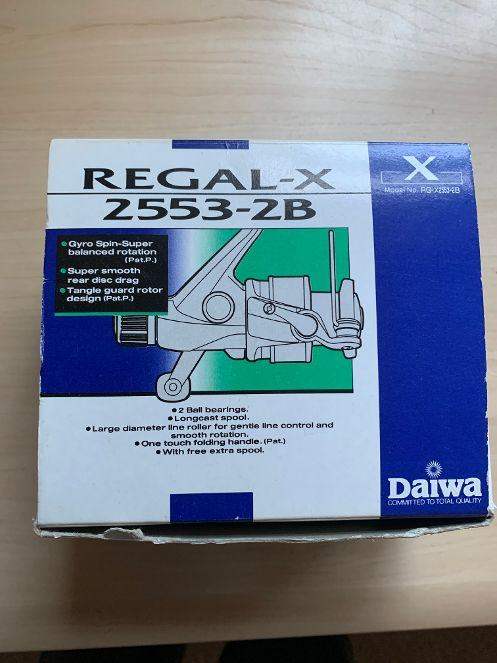 REGAL-X
2553-2B
X
Model No. RG-X2553-2B
• Gyro Spin-Super
balanced rotation
(Pat.P.)
• Super smooth
rear disc drag
• Tangle guard rotor
design (Pat.P.)
• 2 Ball bearings.
• Longcast spool.
• Large diameter line roller for gentle line control and
smooth rotation.
• One touch folding handle. (Pat.)
• With free extra spool.
Daiwa
COMMITTED TO TOTAL QUALITY